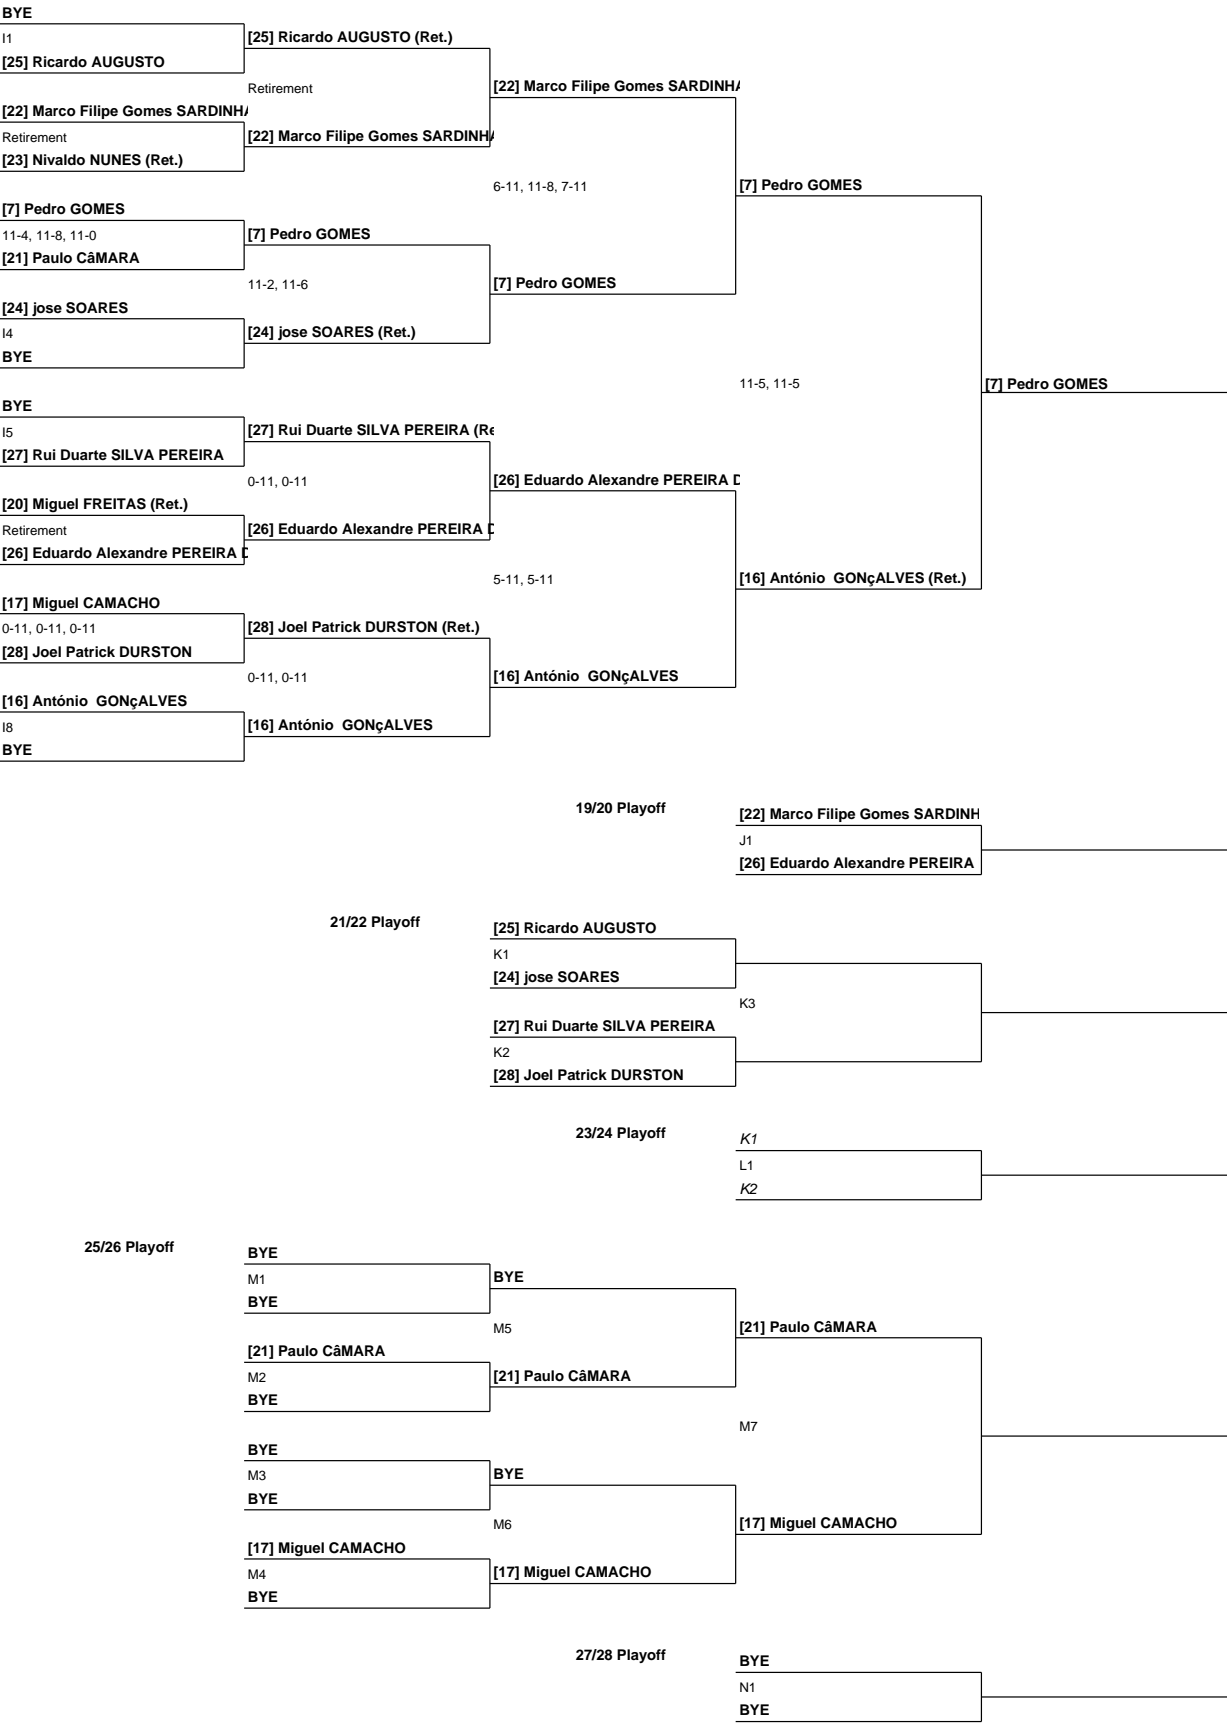 BYE
I1
[25] Ricardo AUGUSTO (Ret.)
[25] Ricardo AUGUSTO
Retirement
[22] Marco Filipe Gomes SARDINHA
[22] Marco Filipe Gomes SARDINHA
Retirement
[22] Marco Filipe Gomes SARDINHA
[23] Nivaldo NUNES (Ret.)
6-11, 11-8, 7-11
[7] Pedro GOMES
[7] Pedro GOMES
11-4, 11-8, 11-0
[7] Pedro GOMES
[21] Paulo CâMARA
11-2, 11-6
[7] Pedro GOMES
[24] jose SOARES
I4
[24] jose SOARES (Ret.)
BYE
11-5, 11-5
[7] Pedro GOMES
BYE
I5
[27] Rui Duarte SILVA PEREIRA (Re
[27] Rui Duarte SILVA PEREIRA
0-11, 0-11
[26] Eduardo Alexandre PEREIRA D
[20] Miguel FREITAS (Ret.)
Retirement
[26] Eduardo Alexandre PEREIRA D
[26] Eduardo Alexandre PEREIRA D
5-11, 5-11
[16] António  GONçALVES (Ret.)
[17] Miguel CAMACHO
0-11, 0-11, 0-11
[28] Joel Patrick DURSTON (Ret.)
[28] Joel Patrick DURSTON
0-11, 0-11
[16] António  GONçALVES
[16] António  GONçALVES
I8
[16] António  GONçALVES
BYE
19/20 Playoff
[22] Marco Filipe Gomes SARDINH
J1
[26] Eduardo Alexandre PEREIRA
21/22 Playoff
[25] Ricardo AUGUSTO
K1
[24] jose SOARES
K3
[27] Rui Duarte SILVA PEREIRA
K2
[28] Joel Patrick DURSTON
23/24 Playoff
K1
L1
K2
25/26 Playoff
BYE
M1
BYE
BYE
M5
[21] Paulo CâMARA
[21] Paulo CâMARA
M2
[21] Paulo CâMARA
BYE
M7
BYE
M3
BYE
BYE
M6
[17] Miguel CAMACHO
[17] Miguel CAMACHO
M4
[17] Miguel CAMACHO
BYE
27/28 Playoff
BYE
N1
BYE